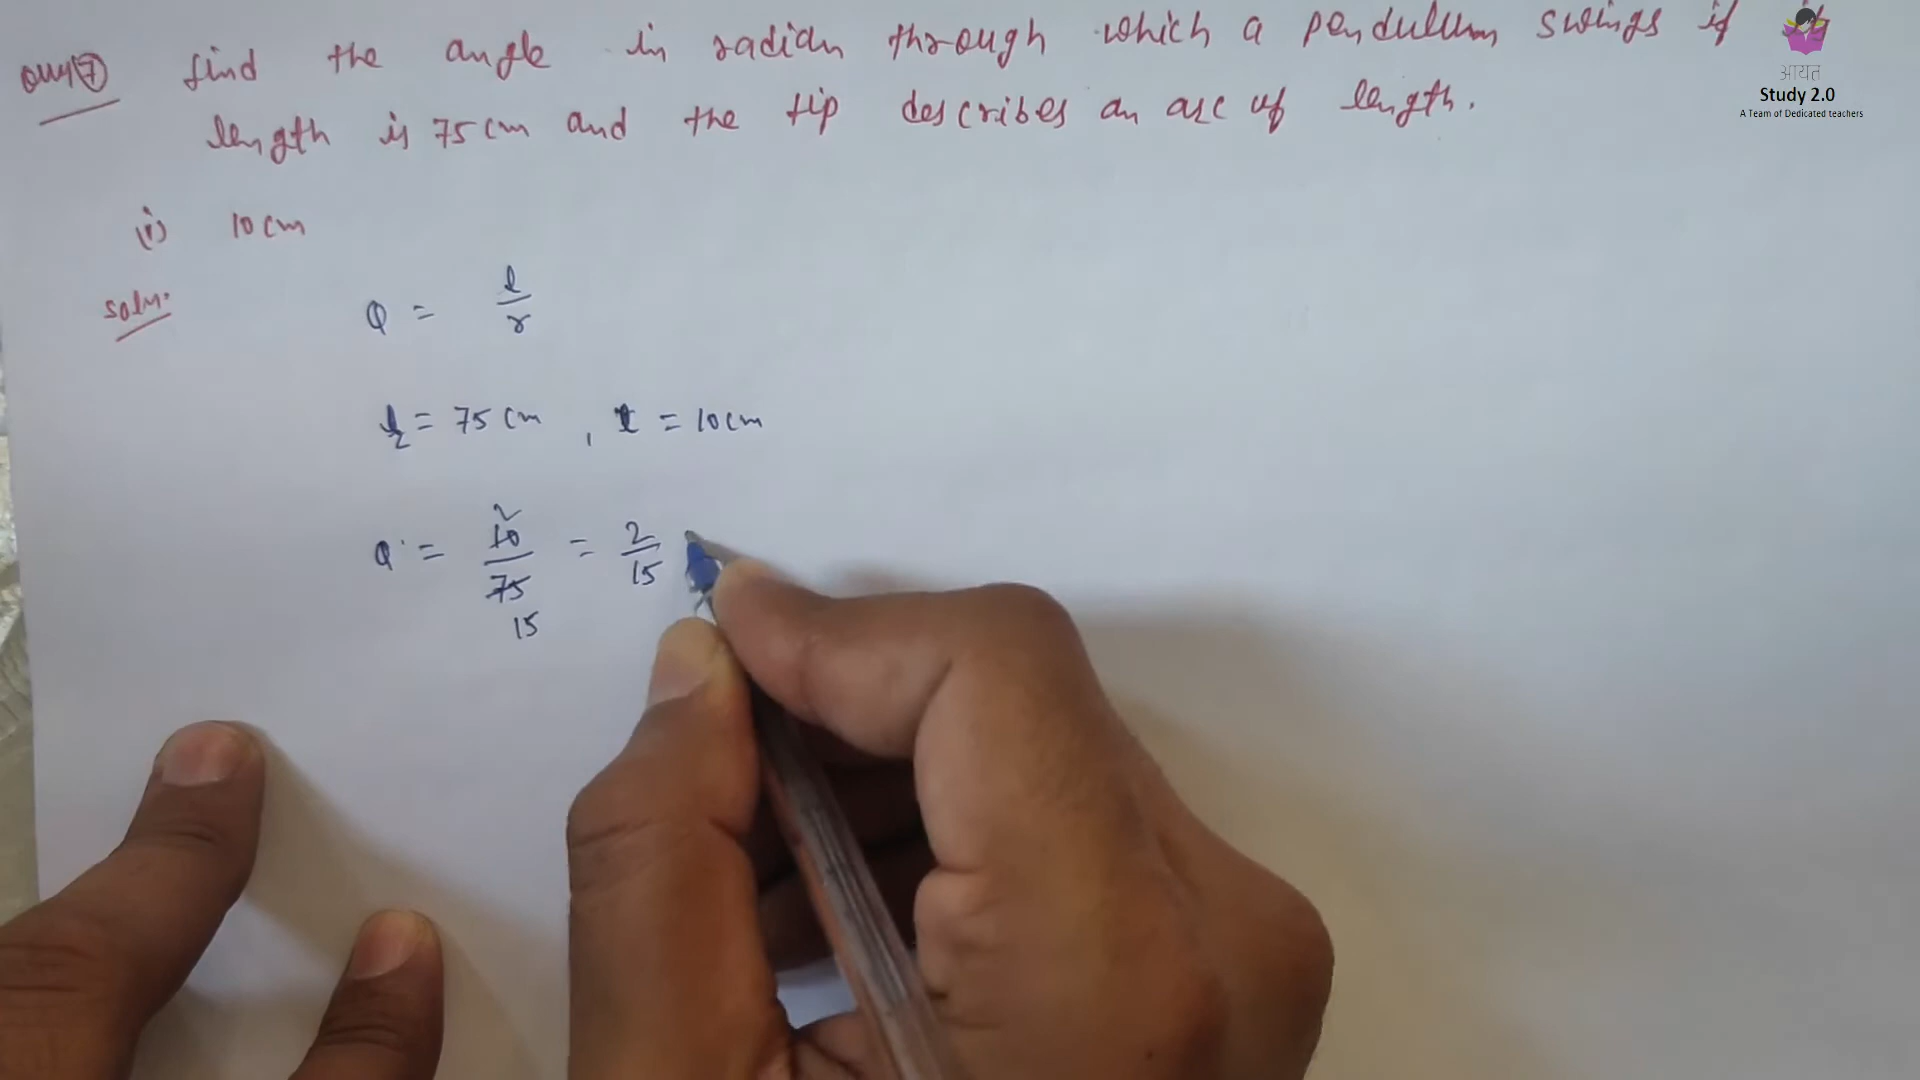 Ques 7 find the angle in radian through which a pendulum swings if its
length is 75 cm and the tip describes an arc of length.
आयत
Study 2.0
A Team of Dedicated teachers
(i) 10 cm
Soln.
θ = l/r
r = 75 cm , l = 10 cm
2
θ = 10/75 = 2/15
15